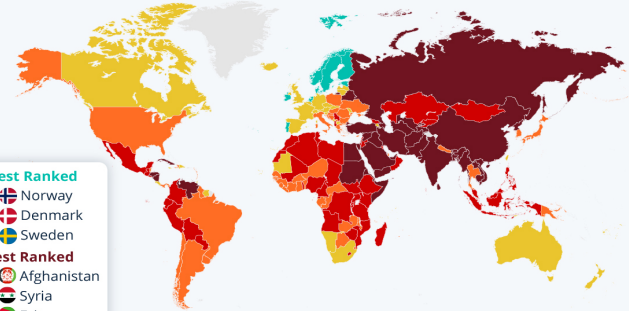 est Ranked
Norway
Denmark
Sweden
est Ranked
Afghanistan
Syria